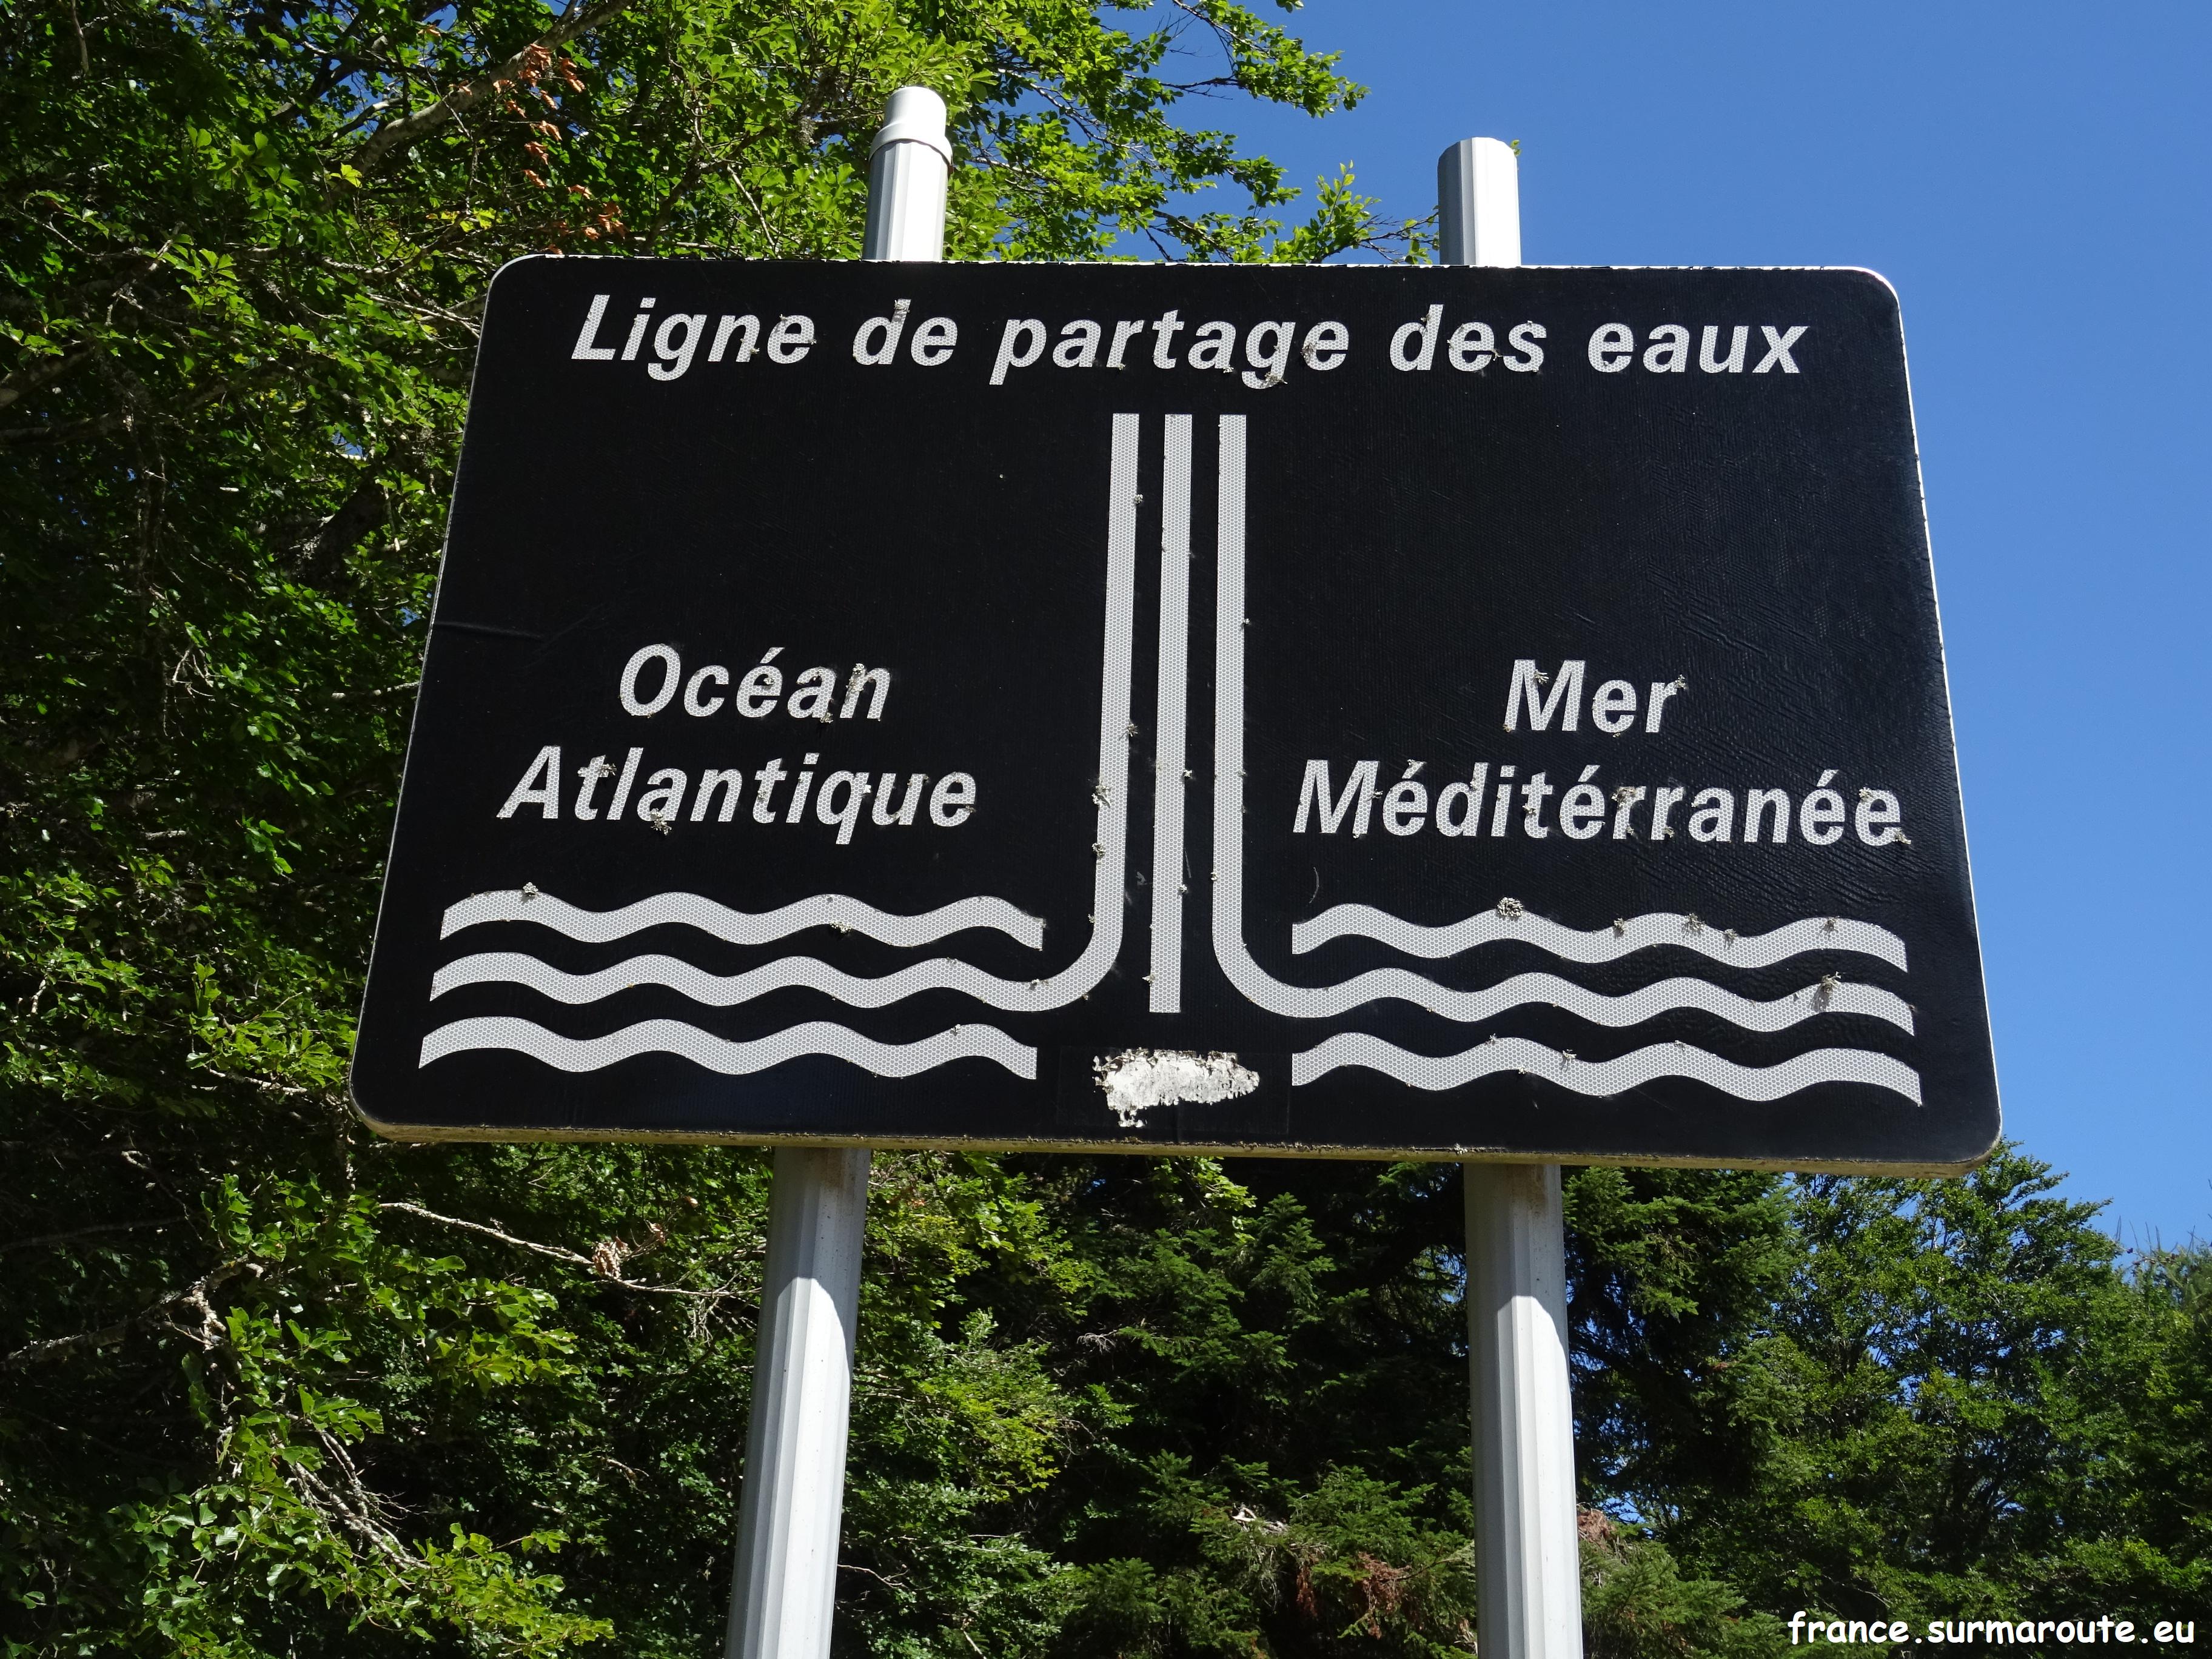 Ligne de partage des eaux
Océan
Atlantique
Mer
Méditérranée
france.surmaroute.eu